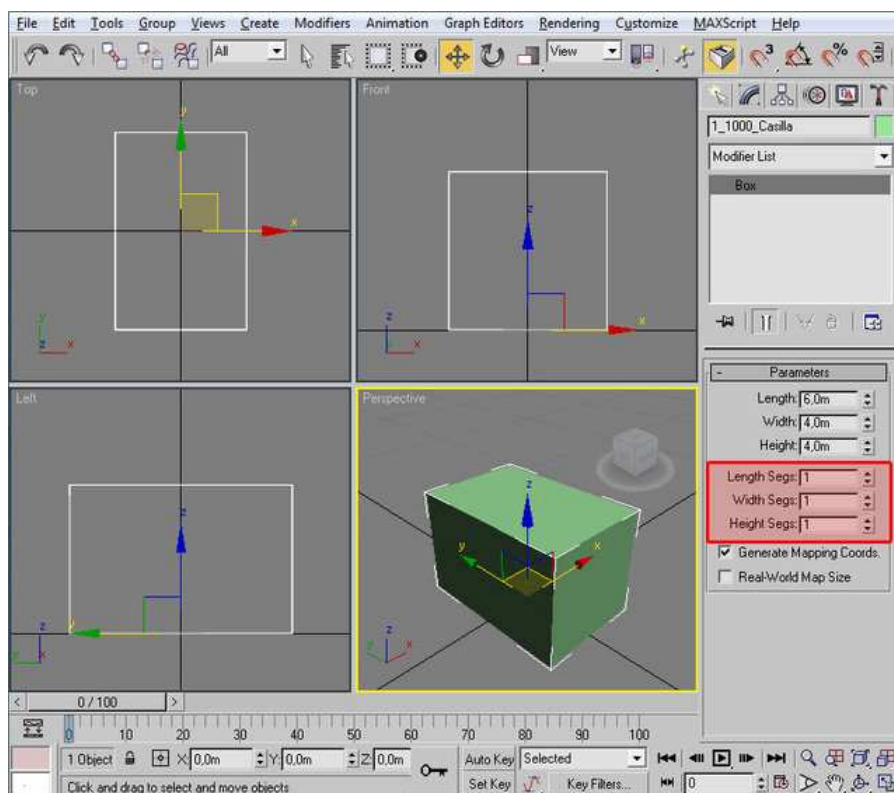 File Edit Tools Group Views Create Modifiers Animation Graph Editors Rendering Customize MAXScript Help
All View
Top Front
y x z x
y z x z x
1_1000_Casilla
Modifier List
Box
- Parameters
Length: 6,0m
Width: 4,0m
Height: 4,0m
Length Segs: 1
Width Segs: 1
Height Segs: 1
Generate Mapping Coords.
Real-World Map Size
Left Perspective
z y z y x
z y x z y x
< 0 / 100 >
0 10 20 30 40 50 60 70 80 90 100
1 Object X: 0,0m Y: 0,0m Z: 0,0m Auto Key Selected
Click and drag to select and move objects Set Key Key Filters... 0